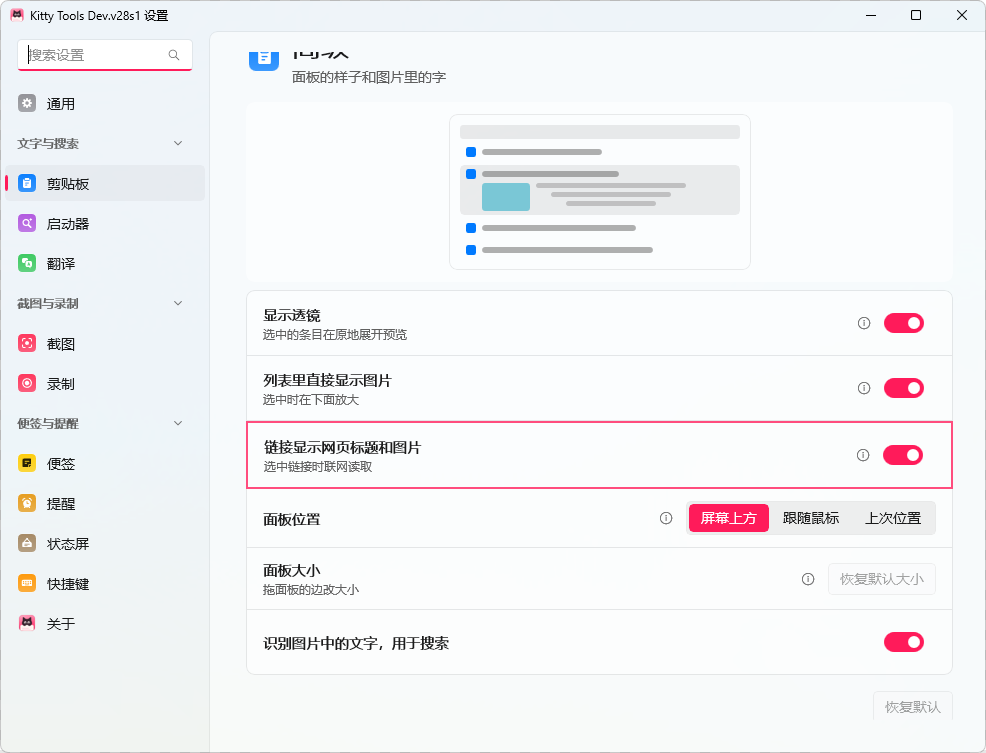 Kitty Tools Dev.v28s1 设置
搜索设置
通用
文字与搜索
剪贴板
启动器
翻译
截图与录制
截图
录制
便签与提醒
便签
提醒
状态屏
快捷键
关于
面板的样子和图片里的字
显示透镜
选中的条目在原地展开预览
列表里直接显示图片
选中时在下面放大
链接显示网页标题和图片
选中链接时联网读取
面板位置
屏幕上方 跟随鼠标 上次位置
面板大小
拖面板的边改大小
恢复默认大小
识别图片中的文字，用于搜索
恢复默认